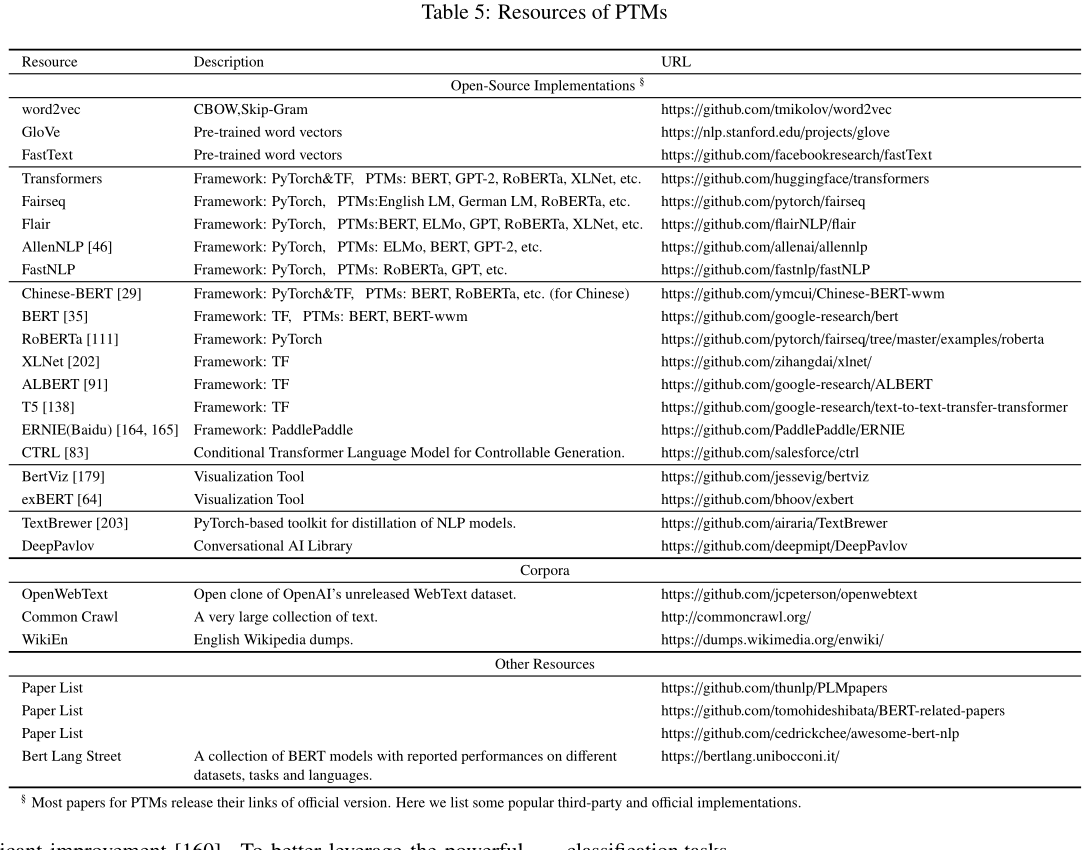 Table 5: Resources of PTMs
Resource Description URL
Open-Source Implementations §
word2vec CBOW,Skip-Gram https://github.com/tmikolov/word2vec
GloVe Pre-trained word vectors https://nlp.stanford.edu/projects/glove
FastText Pre-trained word vectors https://github.com/facebookresearch/fastText
Transformers Framework: PyTorch&TF, PTMs: BERT, GPT-2, RoBERTa, XLNet, etc. https://github.com/huggingface/transformers
Fairseq Framework: PyTorch, PTMs:English LM, German LM, RoBERTa, etc. https://github.com/pytorch/fairseq
Flair Framework: PyTorch, PTMs:BERT, ELMo, GPT, RoBERTa, XLNet, etc. https://github.com/flairNLP/flair
AllenNLP [46] Framework: PyTorch, PTMs: ELMo, BERT, GPT-2, etc. https://github.com/allenai/allennlp
FastNLP Framework: PyTorch, PTMs: RoBERTa, GPT, etc. https://github.com/fastnlp/fastNLP
Chinese-BERT [29] Framework: PyTorch&TF, PTMs: BERT, RoBERTa, etc. (for Chinese) https://github.com/ymcui/Chinese-BERT-wwm
BERT [35] Framework: TF, PTMs: BERT, BERT-wwm https://github.com/google-research/bert
RoBERTa [111] Framework: PyTorch https://github.com/pytorch/fairseq/tree/master/examples/roberta
XLNet [202] Framework: TF https://github.com/zihangdai/xlnet/
ALBERT [91] Framework: TF https://github.com/google-research/ALBERT
T5 [138] Framework: TF https://github.com/google-research/text-to-text-transfer-transformer
ERNIE(Baidu) [164, 165] Framework: PaddlePaddle https://github.com/PaddlePaddle/ERNIE
CTRL [83] Conditional Transformer Language Model for Controllable Generation. https://github.com/salesforce/ctrl
BertViz [179] Visualization Tool https://github.com/jessevig/bertviz
exBERT [64] Visualization Tool https://github.com/bhoov/exbert
TextBrewer [203] PyTorch-based toolkit for distillation of NLP models. https://github.com/airaria/TextBrewer
DeepPavlov Conversational AI Library https://github.com/deepmipt/DeepPavlov
Corpora
OpenWebText Open clone of OpenAI's unreleased WebText dataset. https://github.com/jcpeterson/openwebtext
Common Crawl A very large collection of text. http://commoncrawl.org/
WikiEn English Wikipedia dumps. https://dumps.wikimedia.org/enwiki/
Other Resources
Paper List https://github.com/thunlp/PLMpapers
Paper List https://github.com/tomohideshibata/BERT-related-papers
Paper List https://github.com/cedrickchee/awesome-bert-nlp
Bert Lang Street A collection of BERT models with reported performances on different https://bertlang.unibocconi.it/
datasets, tasks and languages.
§ Most papers for PTMs release their links of official version. Here we list some popular third-party and official implementations.
improvement [160]. To better leverage the powerful classification tasks